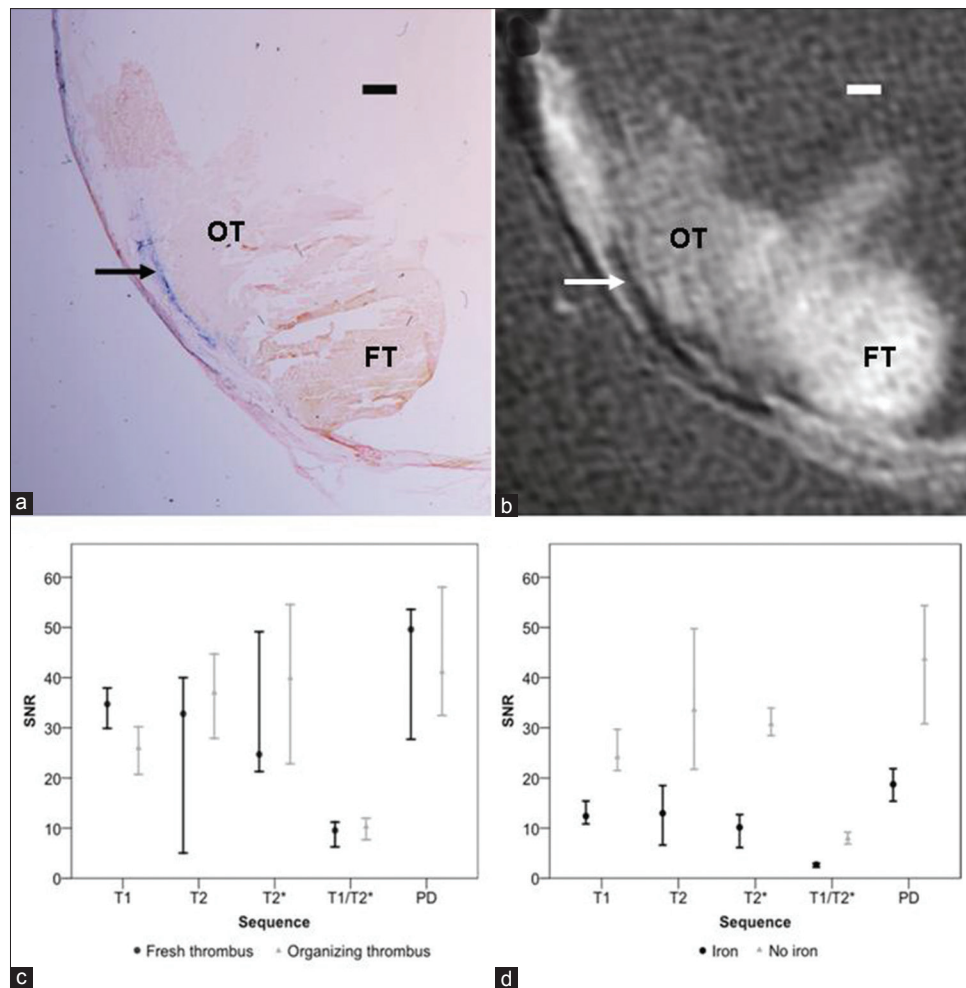 OT
FT
a
OT
FT
b
60
50
40
30
20
10
0
SNR
T1 T2 T2* T1/T2* PD
Sequence
Fresh thrombus Organizing thrombus
c
60
50
40
30
20
10
0
SNR
T1 T2 T2* T1/T2* PD
Sequence
Iron No iron
d